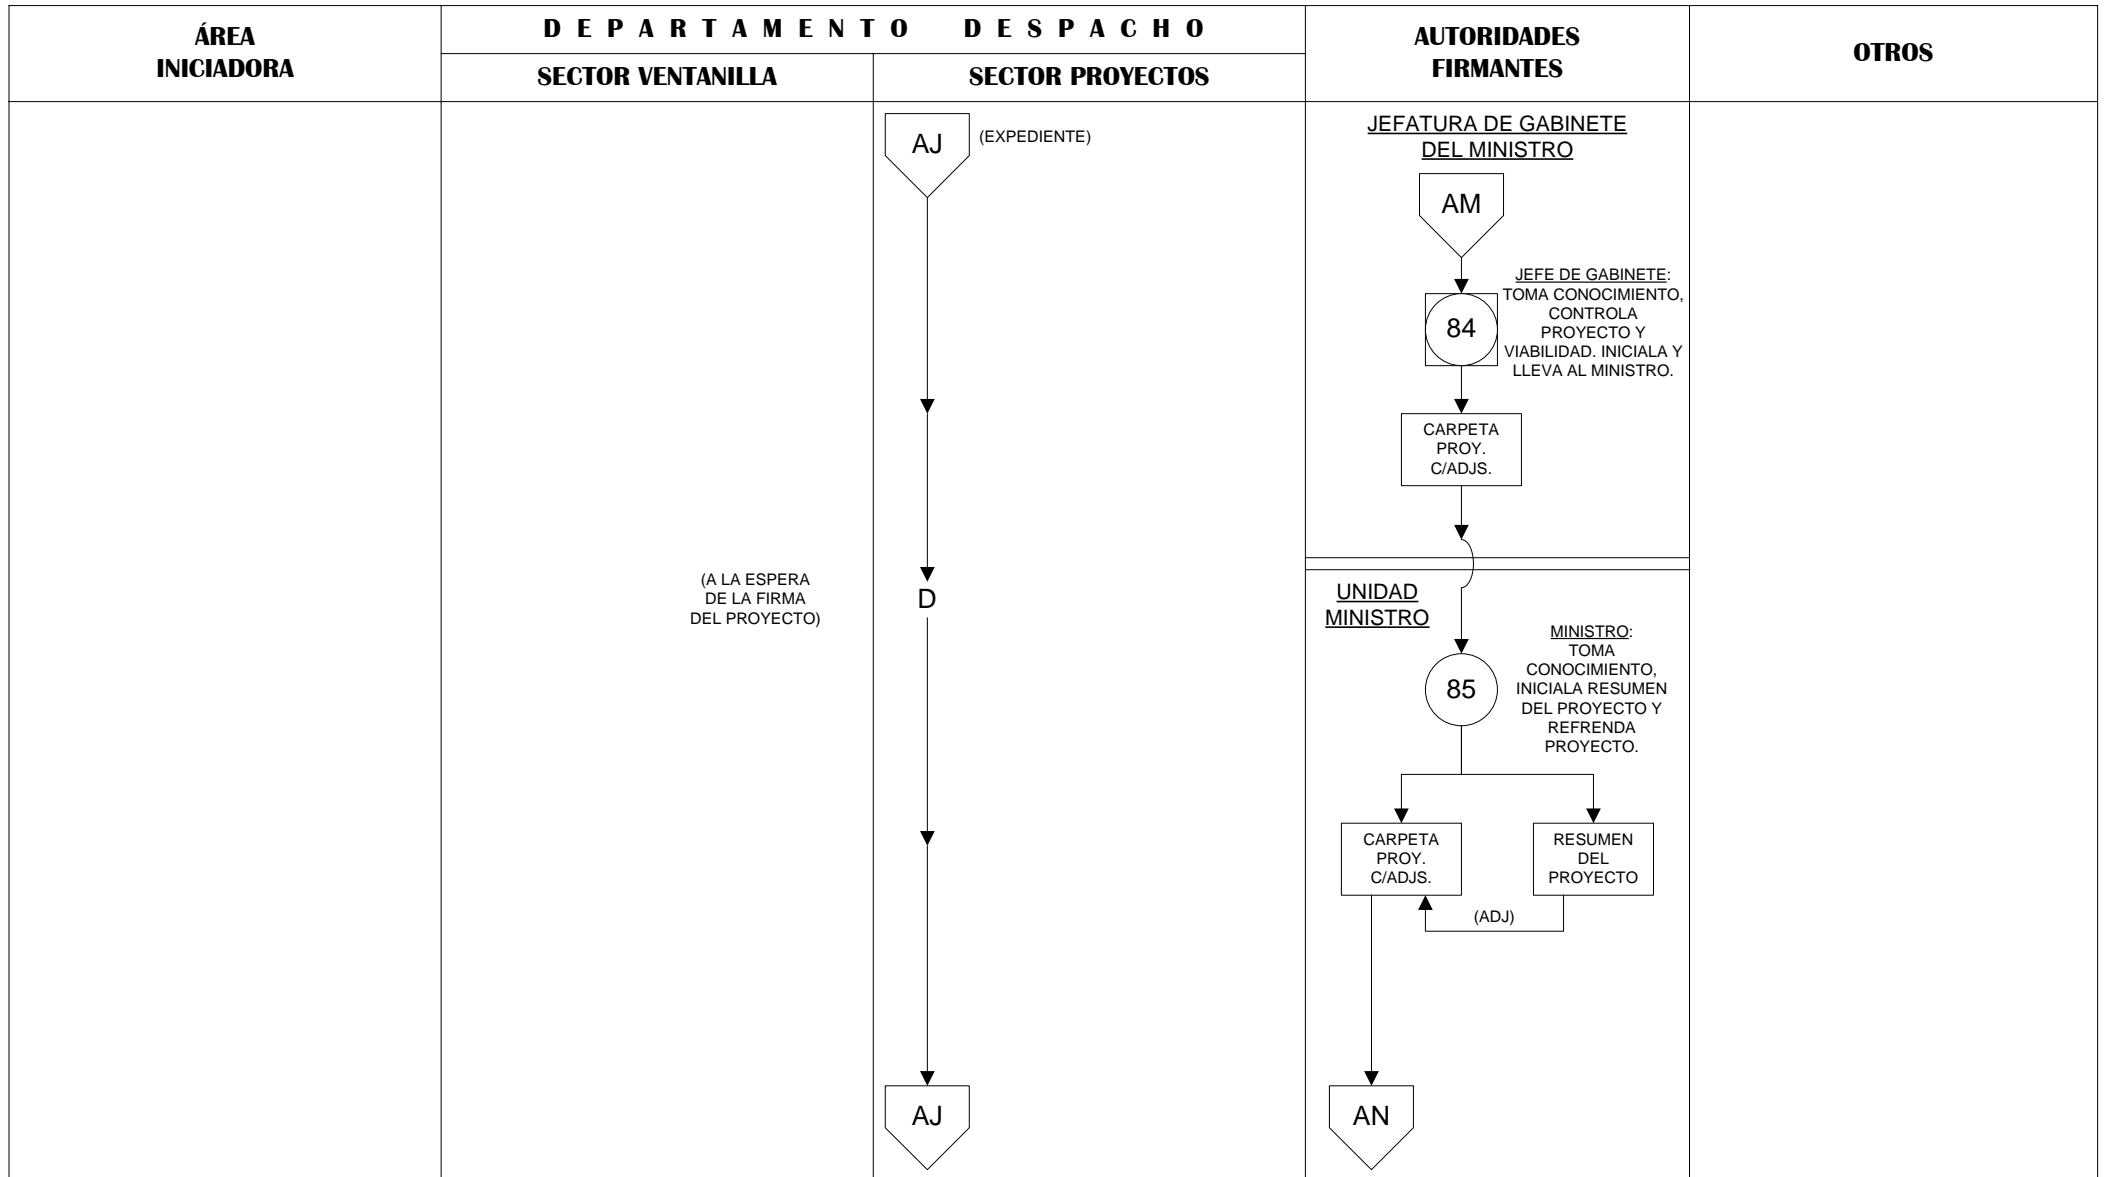 ÁREA
INICIADORA
DEPARTAMENTO DESPACHO
SECTOR VENTANILLA
SECTOR PROYECTOS
AUTORIDADES
FIRMANTES
OTROS
AJ
(EXPEDIENTE)
JEFATURA DE GABINETE
DEL MINISTRO
AM
84
JEFE DE GABINETE:
TOMA CONOCIMIENTO,
CONTROLA
PROYECTO Y
VIABILIDAD. INICIALA Y
LLEVA AL MINISTRO.
CARPETA
PROY.
C/ADJS.
(A LA ESPERA
DE LA FIRMA
DEL PROYECTO)
D
UNIDAD
MINISTRO
85
MINISTRO:
TOMA
CONOCIMIENTO,
INICIALA RESUMEN
DEL PROYECTO Y
REFRENDA
PROYECTO.
CARPETA
PROY.
C/ADJS.
RESUMEN
DEL
PROYECTO
(ADJ)
AJ
AN